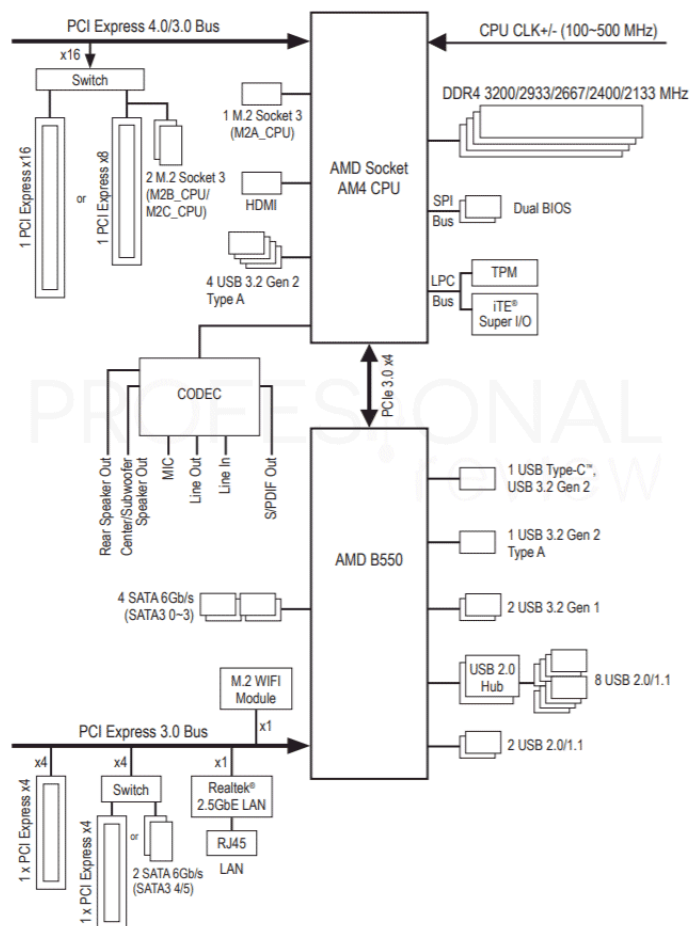 PCI Express 4.0/3.0 Bus
CPU CLK+/- (100~500 MHz)
x16
Switch
1 PCI Express x16
or
1 PCI Express x8
2 M.2 Socket 3
(M2B_CPU/
M2C_CPU)
1 M.2 Socket 3
(M2A_CPU)
HDMI
4 USB 3.2 Gen 2
Type A
AMD Socket
AM4 CPU
DDR4 3200/2933/2667/2400/2133 MHz
SPI
Bus
Dual BIOS
LPC
Bus
TPM
iTE®
Super I/O
CODEC
Rear Speaker Out
Center/Subwoofer
Speaker Out
MIC
Line Out
Line In
S/PDIF Out
PCIe 3.0 x4
PROFESIONAL
review
AMD B550
1 USB Type-C™,
USB 3.2 Gen 2
1 USB 3.2 Gen 2
Type A
2 USB 3.2 Gen 1
USB 2.0
Hub
8 USB 2.0/1.1
2 USB 2.0/1.1
4 SATA 6Gb/s
(SATA3 0~3)
M.2 WIFI
Module
x1
PCI Express 3.0 Bus
x4
x4
x1
1 x PCI Express x4
Switch
1 x PCI Express x4
or
2 SATA 6Gb/s
(SATA3 4/5)
Realtek®
2.5GbE LAN
RJ45
LAN